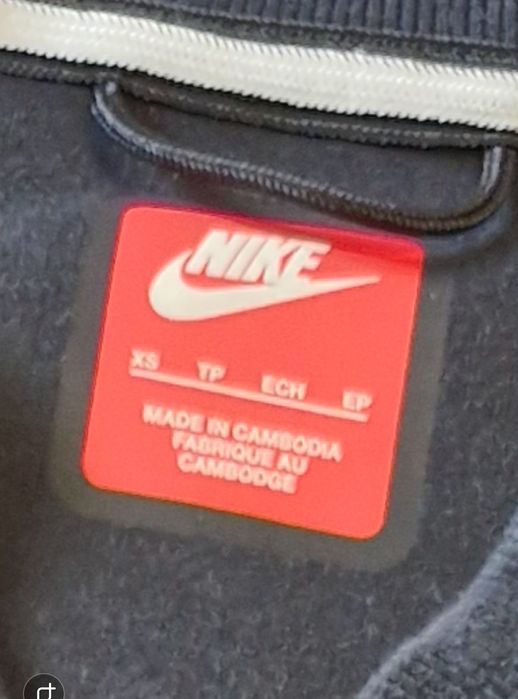 NIKE
XS TP ECH EP
MADE IN CAMBODIA
FABRIQUE AU
CAMBODGE